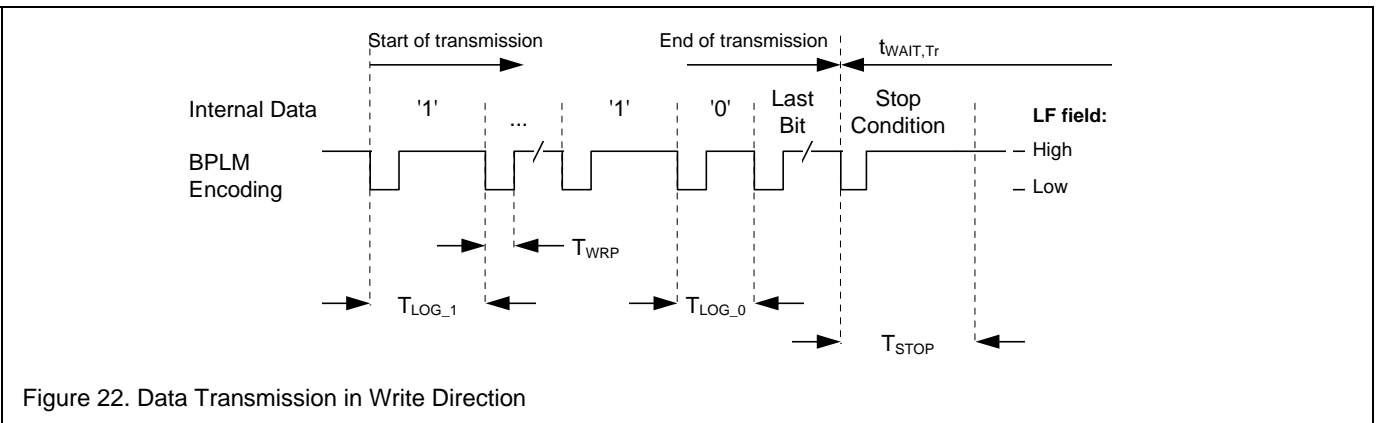 Start of transmission End of transmission tWAIT,Tr
Internal Data '1' ... '1' '0' Last Bit Stop Condition LF field:
BPLM Encoding High
Low
TWRP
TLOG_1 TLOG_0
TSTOP
Figure 22. Data Transmission in Write Direction